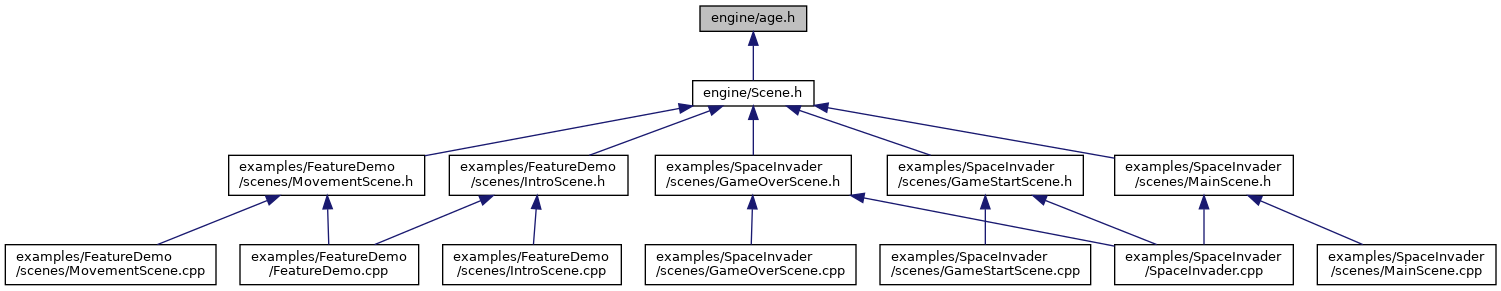 engine/age.h
engine/Scene.h
examples/FeatureDemo
/scenes/MovementScene.h
examples/FeatureDemo
/scenes/IntroScene.h
examples/SpaceInvader
/scenes/GameOverScene.h
examples/SpaceInvader
/scenes/GameStartScene.h
examples/SpaceInvader
/scenes/MainScene.h
examples/FeatureDemo
/scenes/MovementScene.cpp
examples/FeatureDemo
/FeatureDemo.cpp
examples/FeatureDemo
/scenes/IntroScene.cpp
examples/SpaceInvader
/scenes/GameOverScene.cpp
examples/SpaceInvader
/scenes/GameStartScene.cpp
examples/SpaceInvader
/SpaceInvader.cpp
examples/SpaceInvader
/scenes/MainScene.cpp